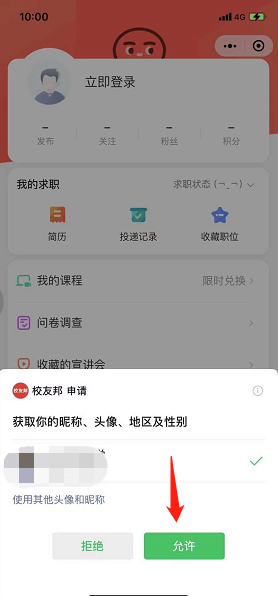 10:00
4G
立即登录
发布 关注 粉丝 积分
我的求职 求职状态 (¬_¬)
简历 投递记录 收藏职位
我的课程 限时兑换
问卷调查
收藏的宣讲会
校友邦 校友邦 申请
获取你的昵称、头像、地区及性别
使用其他头像和昵称
拒绝 允许